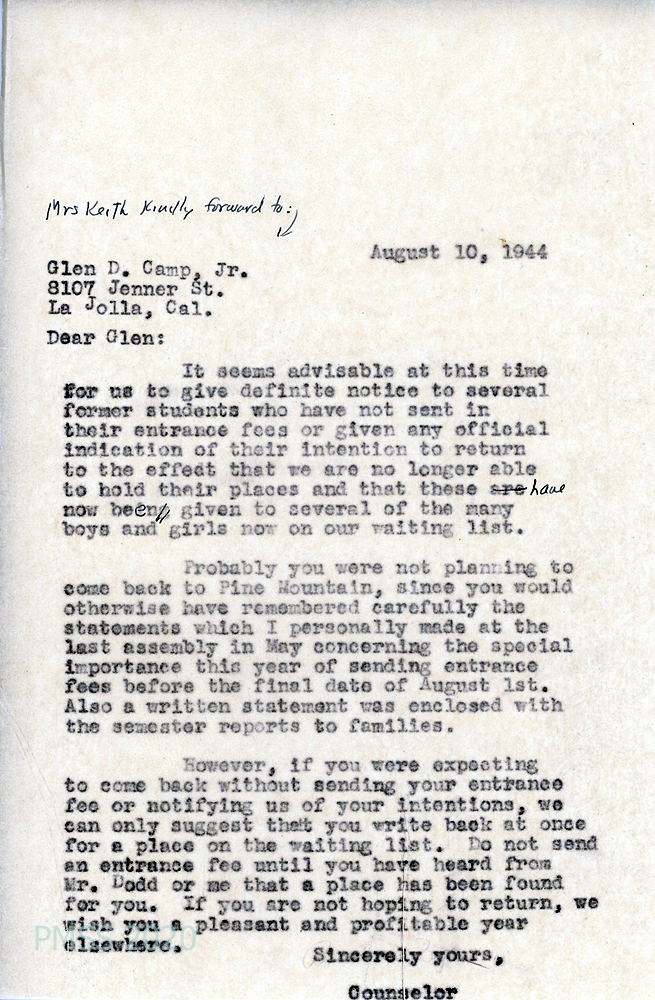 Mrs Keith Kindly forward to:
August 10, 1944
Glen D. Camp, Jr.
8107 Jenner St.
La Jolla, Cal.
Dear Glen:
It seems advisable at this time
for us to give definite notice to several
former students who have not sent in
their entrance fees or given any official
indication of their intention to return
to the effect that we are no longer able
to hold their places and that these are have
now been given to several of the many
boys and girls now on our waiting list.
Probably you were not planning to
come back to Pine Mountain, since you would
otherwise have remembered carefully the
statements which I personally made at the
last assembly in May concerning the special
importance this year of sending entrance
fees before the final date of August 1st.
Also a written statement was enclosed with
the semester reports to families.
However, if you were expecting
to come back without sending your entrance
fee or notifying us of your intentions, we
can only suggest that you write back at once
for a place on the waiting list. Do not send
an entrance fee until you have heard from
Mr. Dodd or me that a place has been found
for you. If you are not hoping to return, we
wish you a pleasant and profitable year
elsewhere.
PMSS 2020
Sincerely yours,
Counselor